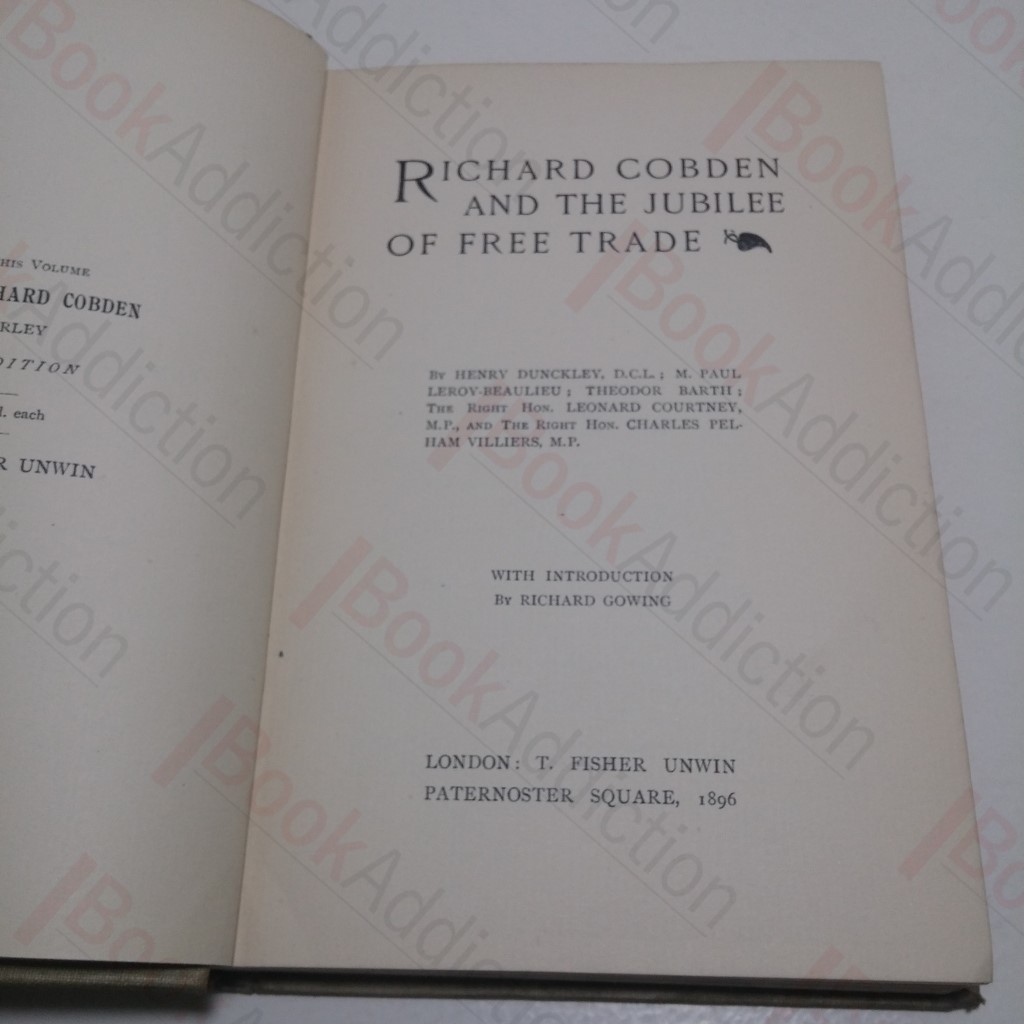 HIS VOLUME
HARD COBDEN
RLEY
DITION
d. each
R UNWIN
RICHARD COBDEN
AND THE JUBILEE
OF FREE TRADE
BY HENRY DUNCKLEY, D.C.L.; M. PAUL
LEROY-BEAULIEU; THEODOR BARTH;
THE RIGHT HON. LEONARD COURTNEY,
M.P., AND THE RIGHT HON. CHARLES PEL-
HAM VILLIERS, M.P.
WITH INTRODUCTION
BY RICHARD GOWING
LONDON: T. FISHER UNWIN
PATERNOSTER SQUARE, 1896
BookAddiction